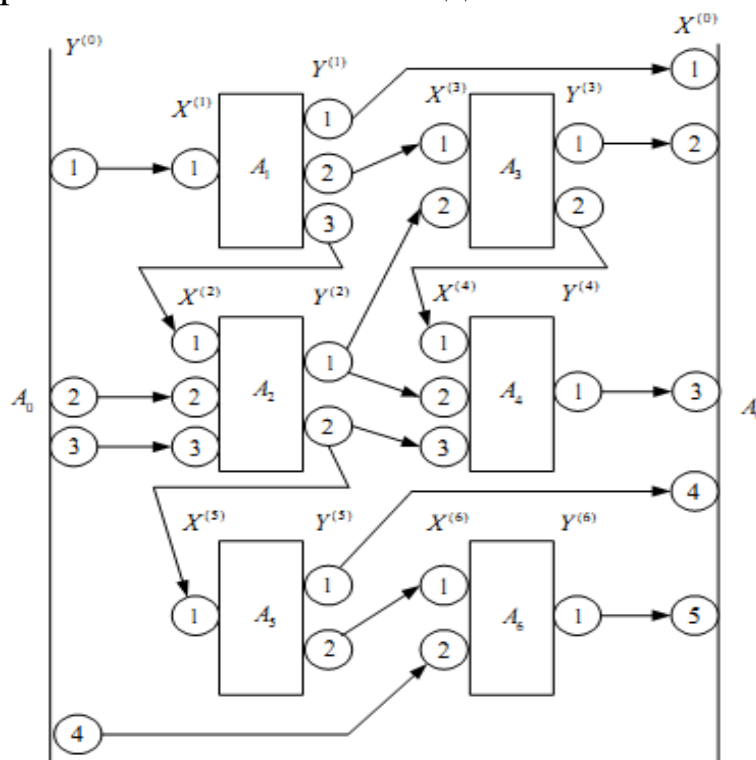 X⁽⁰⁾
Y⁽⁰⁾
Y⁽¹⁾ X⁽³⁾ Y⁽³⁾ 1
X⁽¹⁾
1
1 1 2
1 1 A₁ 2 A₃
2 2
3
X⁽²⁾ Y⁽²⁾ X⁽⁴⁾ Y⁽⁴⁾
1 1
1
A₀ 2 2 A₂ 2 A₄ 1 3 A
2
3 3 3
4
X⁽⁵⁾ Y⁽⁵⁾ X⁽⁶⁾ Y⁽⁶⁾
1 1
1 A₅ A₆ 1 5
2 2
4